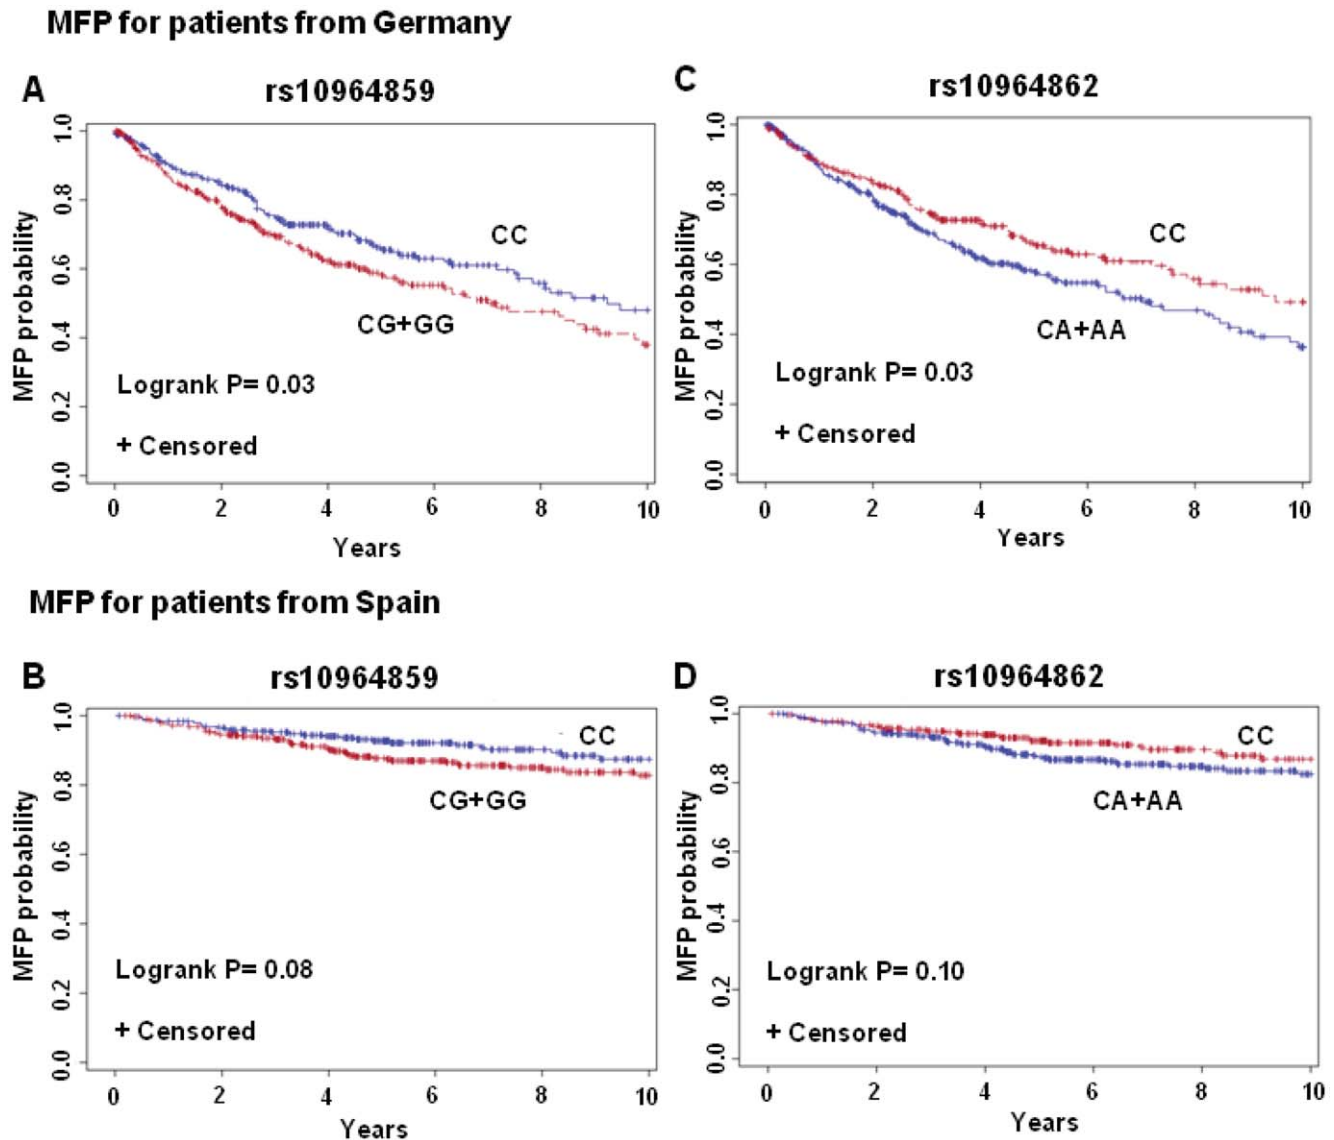 MFP for patients from Germany
A
rs10964859
MFP probability
1.0
0.8
0.6
0.4
0.2
0.0
CC
CG+GG
Logrank P= 0.03
+ Censored
0 2 4 6 8 10
Years
C
rs10964862
MFP probability
1.0
0.8
0.6
0.4
0.2
0.0
CC
CA+AA
Logrank P= 0.03
+ Censored
0 2 4 6 8 10
Years
MFP for patients from Spain
B
rs10964859
MFP probability
1.0
0.8
0.6
0.4
0.2
0.0
CC
CG+GG
Logrank P= 0.08
+ Censored
0 2 4 6 8 10
Years
D
rs10964862
MFP probability
1.0
0.8
0.6
0.4
0.2
0.0
CC
CA+AA
Logrank P= 0.10
+ Censored
0 2 4 6 8 10
Years